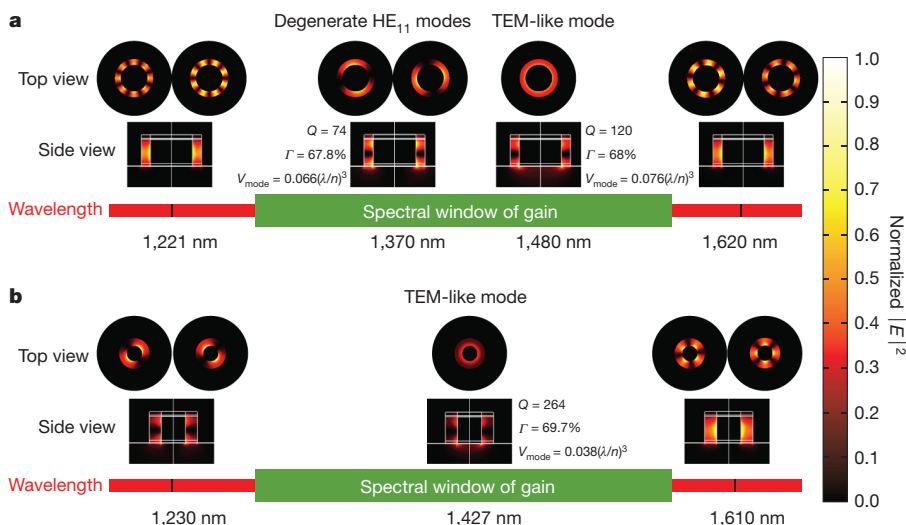 a
Degenerate HE11 modes
TEM-like mode
Top view
Side view
Q = 74
Γ = 67.8%
Vmode = 0.066(λ/n)3
Q = 120
Γ = 68%
Vmode = 0.076(λ/n)3
Wavelength
Spectral window of gain
1,221 nm
1,370 nm
1,480 nm
1,620 nm
b
TEM-like mode
Top view
Side view
Q = 264
Γ = 69.7%
Vmode = 0.038(λ/n)3
Wavelength
Spectral window of gain
1,230 nm
1,427 nm
1,610 nm
1.0
0.9
0.8
0.7
0.6
0.5
0.4
0.3
0.2
0.1
0
Normalized |E|2